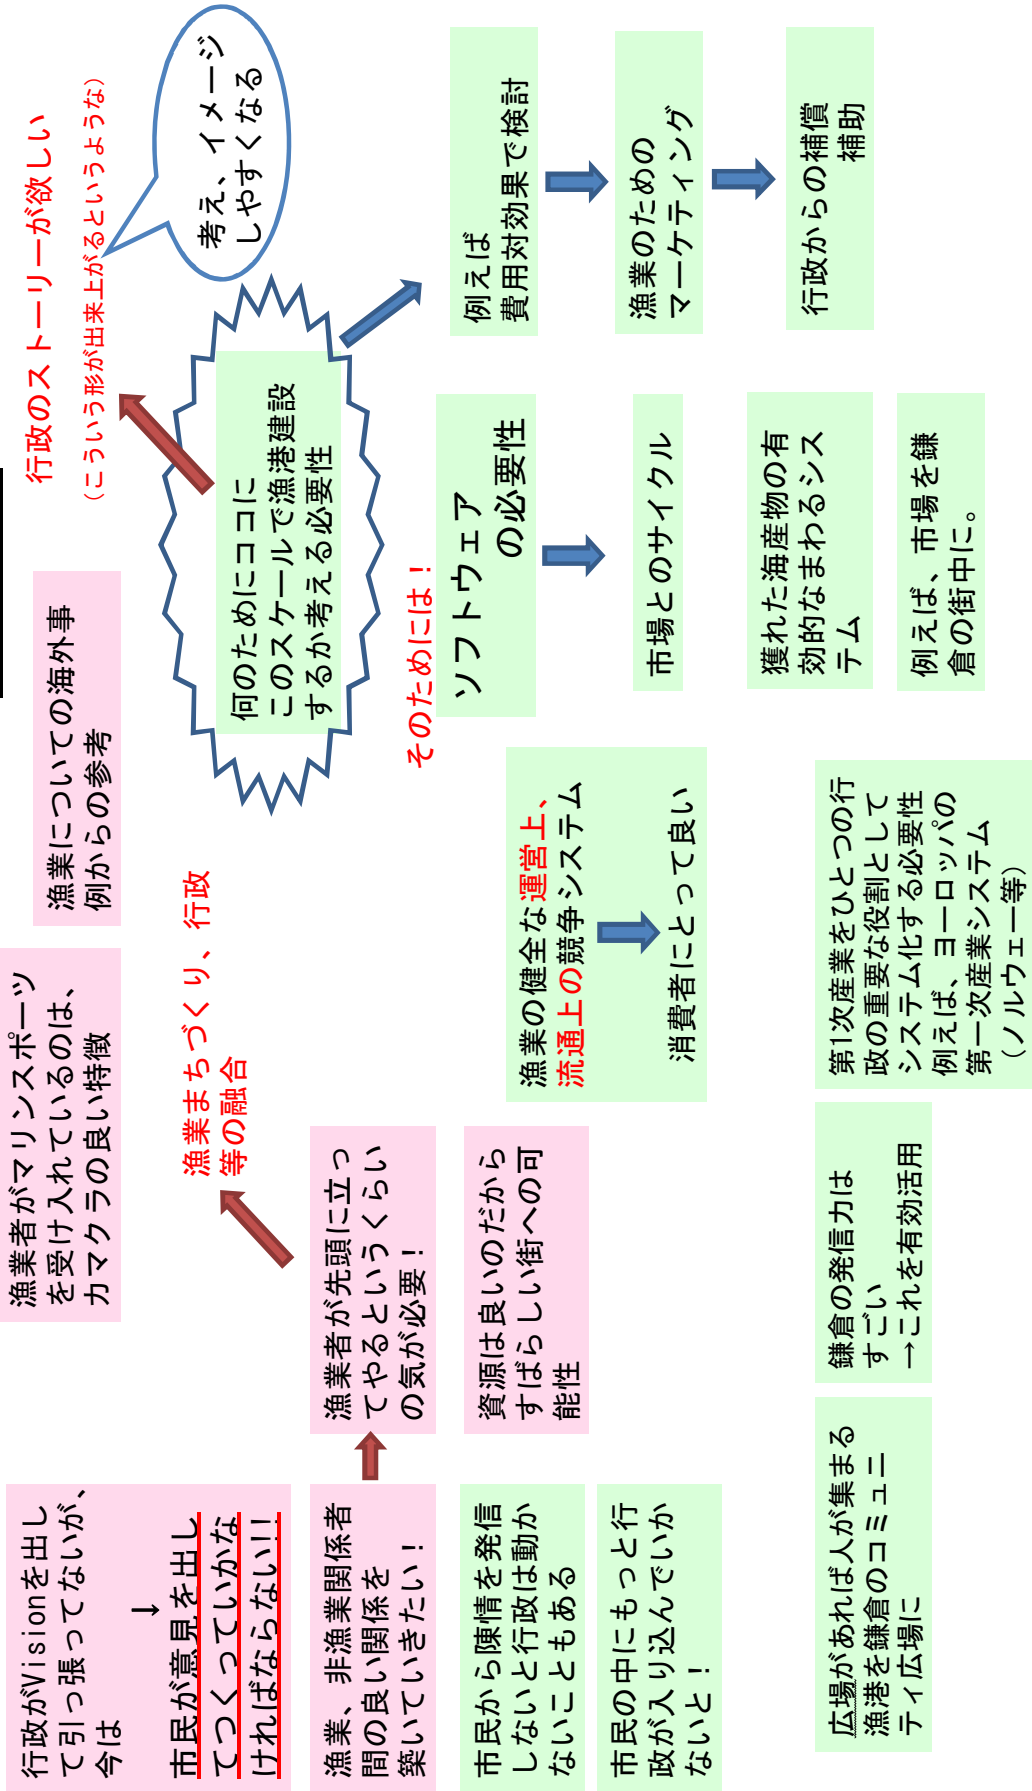 行政がVisionを出し
て引っ張ってないが、
今は
↓
市民が意見を出し
てつくっていかな
ければならない!!
漁業、非漁業関係者
間の良い関係を
築いていきたい！
市民から陳情を発信
しないと行政は動か
ないこともある
市民の中にもっと行
政が入り込んでいか
ないと！
広場があれば人が集まる
漁港を鎌倉のコミュニ
ティ広場に
漁業者がマリンスポーツ
を受け入れているのは、
カマクラの良い特徴
漁業まちづくり、行政
等の融合
漁業者が先頭に立っ
てやるというくらい
の気が必要！
資源は良いのだから
すばらしい街への可
能性
鎌倉の発信力は
すごい
→これを有効活用
漁業についての海外事
例からの参考
漁業の健全な運営上、
流通上の競争システム
消費者にとって良い
第1次産業をひとつの行
政の重要な役割として
システム化する必要性
例えば、ヨーロッパの
第一次産業システム
（ノルウェー等）
行政のストーリーが欲しい
（こういう形が出来上がるというような）
考え、イメージ
しやすくなる
何のためにココに
このスケールで漁港建設
するか考える必要性
そのためには！
ソフトウェア
の必要性
市場とのサイクル
獲れた海産物の有
効的なまわるシス
テム
例えば、市場を鎌
倉の街中に。
例えば
費用対効果で検討
漁業のための
マーケティング
行政からの補償
補助